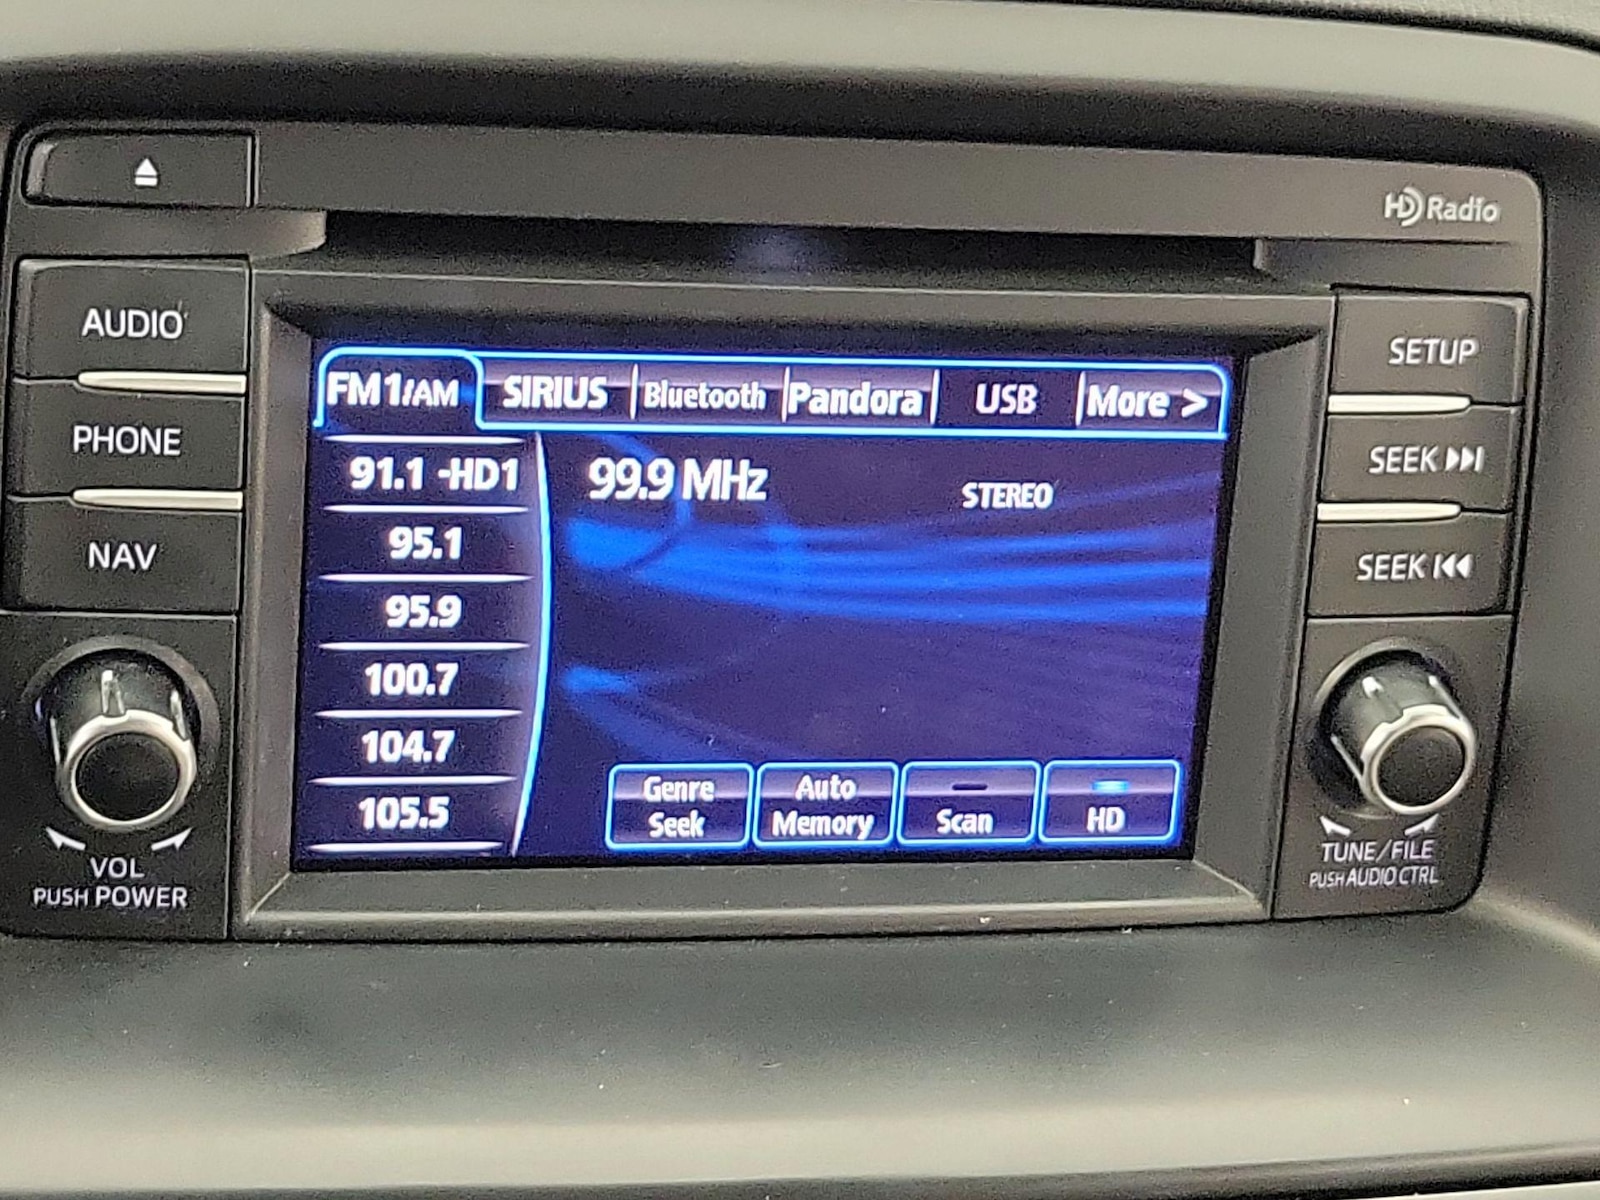 HD Radio
AUDIO
PHONE
NAV
VOL
PUSH POWER
FM1/AM SIRIUS Bluetooth Pandora USB More >
91.1 -HD1
95.1
95.9
100.7
104.7
105.5
99.9 MHz STEREO
Genre Seek
Auto Memory
Scan
HD
SETUP
SEEK
SEEK
TUNE/FILE
PUSH AUDIO CTRL